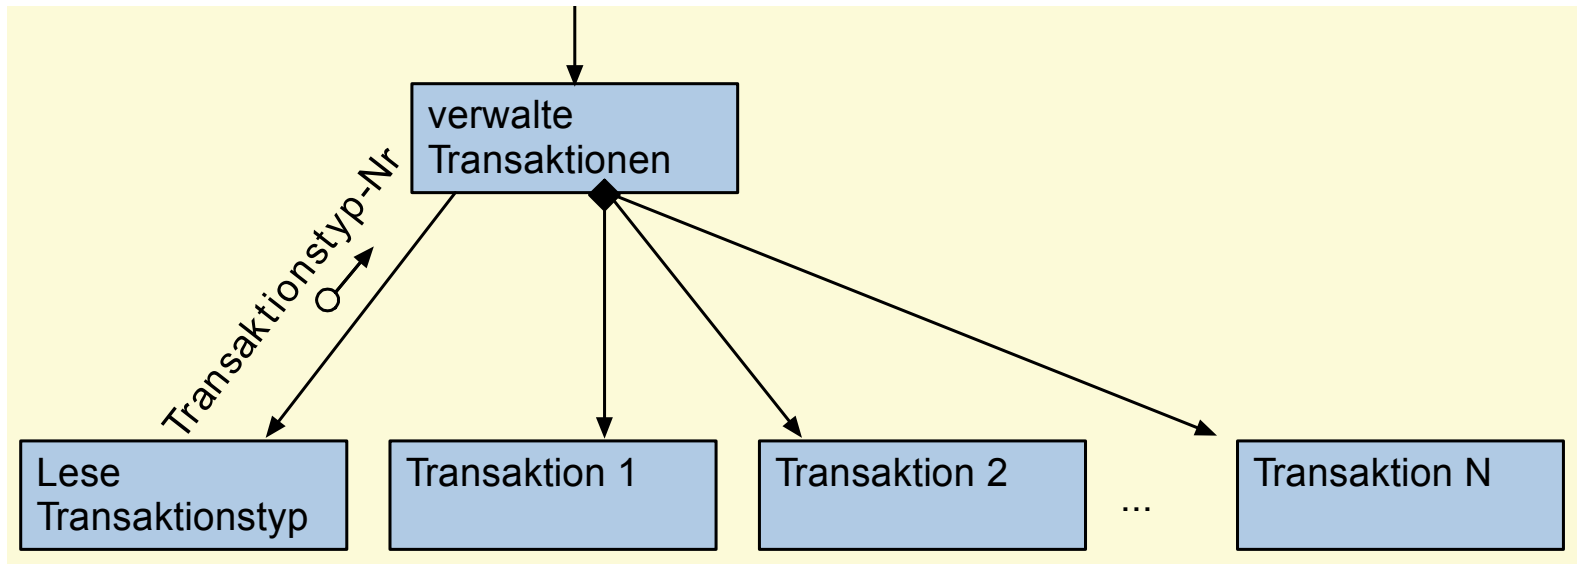 verwalte
Transaktionen
Transaktionstyp-Nr
Lese
Transaktionstyp
Transaktion 1
Transaktion 2
...
Transaktion N